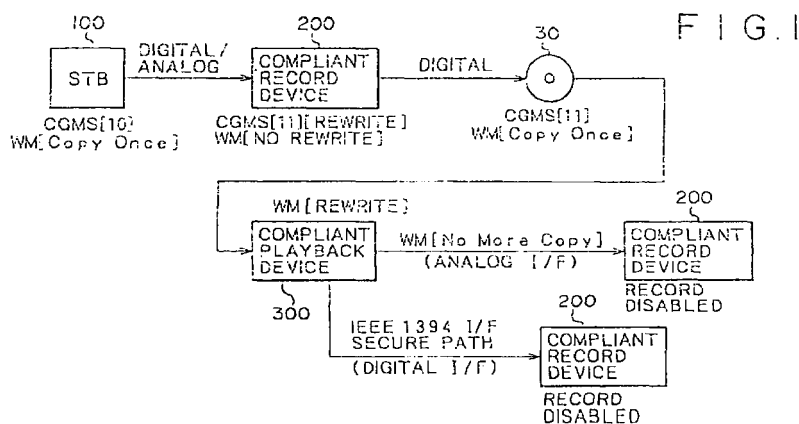 FIG.1
100
STB
CGMS[10]
WM[Copy Once]
DIGITAL/
ANALOG
200
COMPLIANT
RECORD
DEVICE
CGMS[11][REWRITE]
WM[NO REWRITE]
DIGITAL
30
CGMS[11]
WM[Copy Once]
WM[REWRITE]
COMPLIANT
PLAYBACK
DEVICE
300
WM[No More Copy]
(ANALOG I/F)
200
COMPLIANT
RECORD
DEVICE
RECORD
DISABLED
IEEE 1394 I/F
SECURE PATH
(DIGITAL I/F)
200
COMPLIANT
RECORD
DEVICE
RECORD
DISABLED